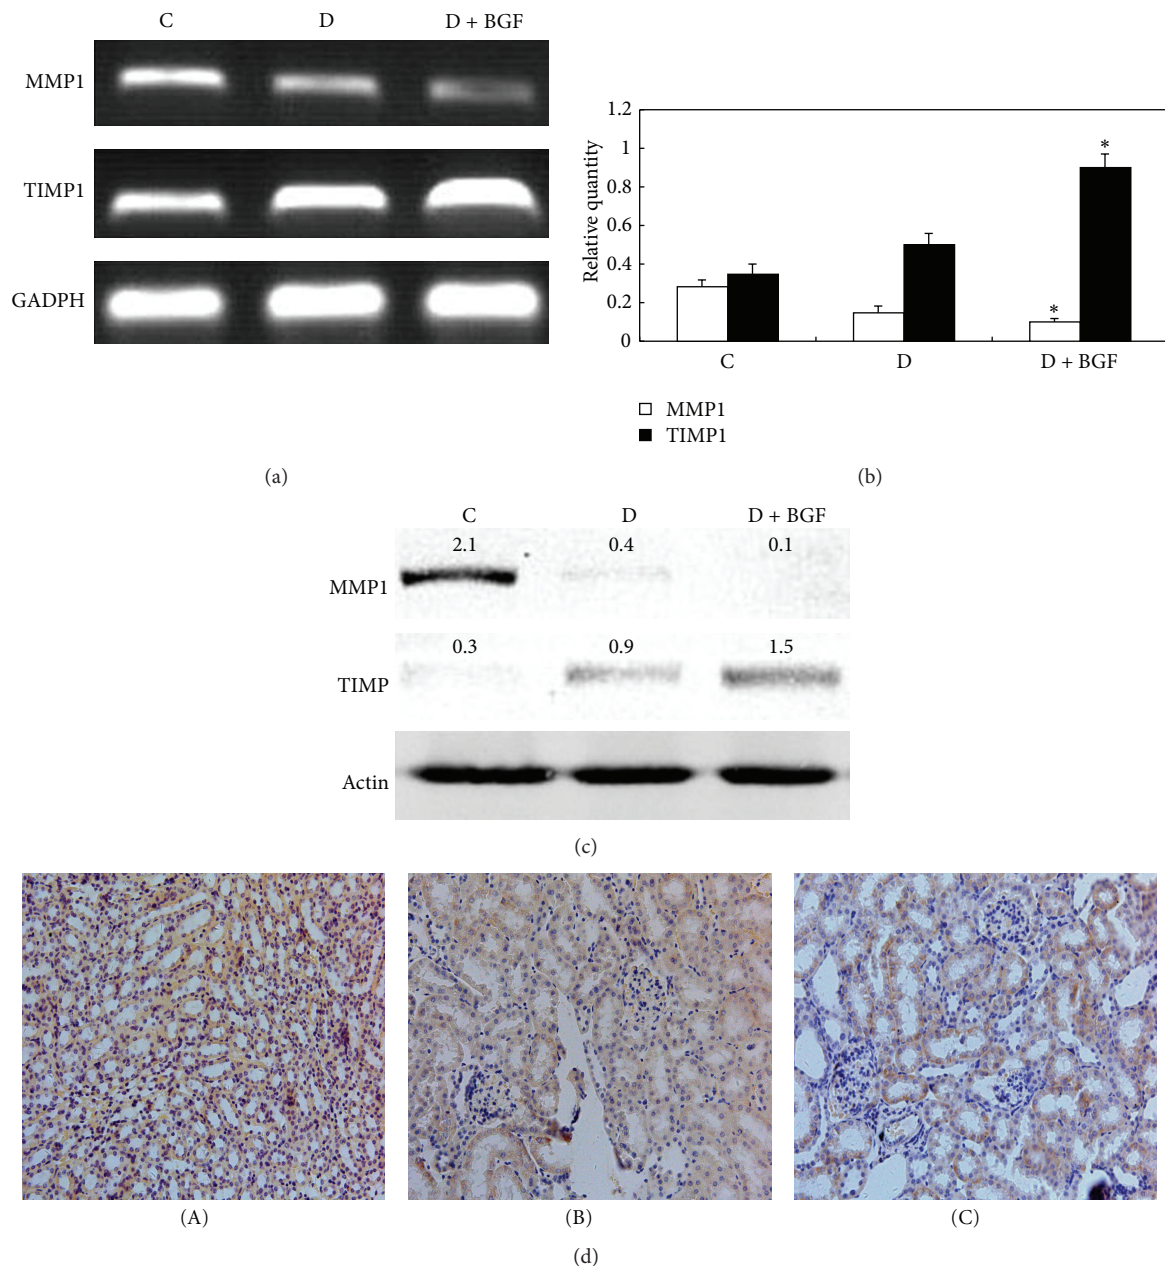 C D D + BGF
MMP1
TIMP1
GADPH
(a)
1.2
1
0.8
0.6
0.4
0.2
0
Relative quantity
*
*
C D D + BGF
MMP1
TIMP1
(b)
C D D + BGF
2.1 0.4 0.1
MMP1
0.3 0.9 1.5
TIMP
Actin
(c)
(A) (B) (C)
(d)